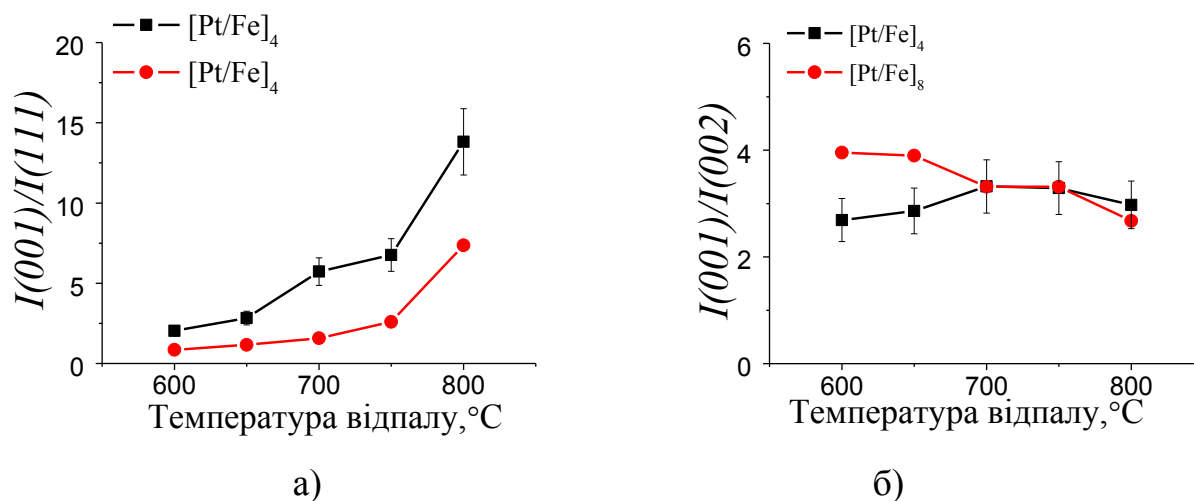 [Pt/Fe]4
[Pt/Fe]4
20
15
10
5
0
I(001)/I(111)
600
700
800
Температура відпалу,°C
а)
[Pt/Fe]4
[Pt/Fe]8
6
4
2
0
I(001)/I(002)
600
700
800
Температура відпалу,°C
б)